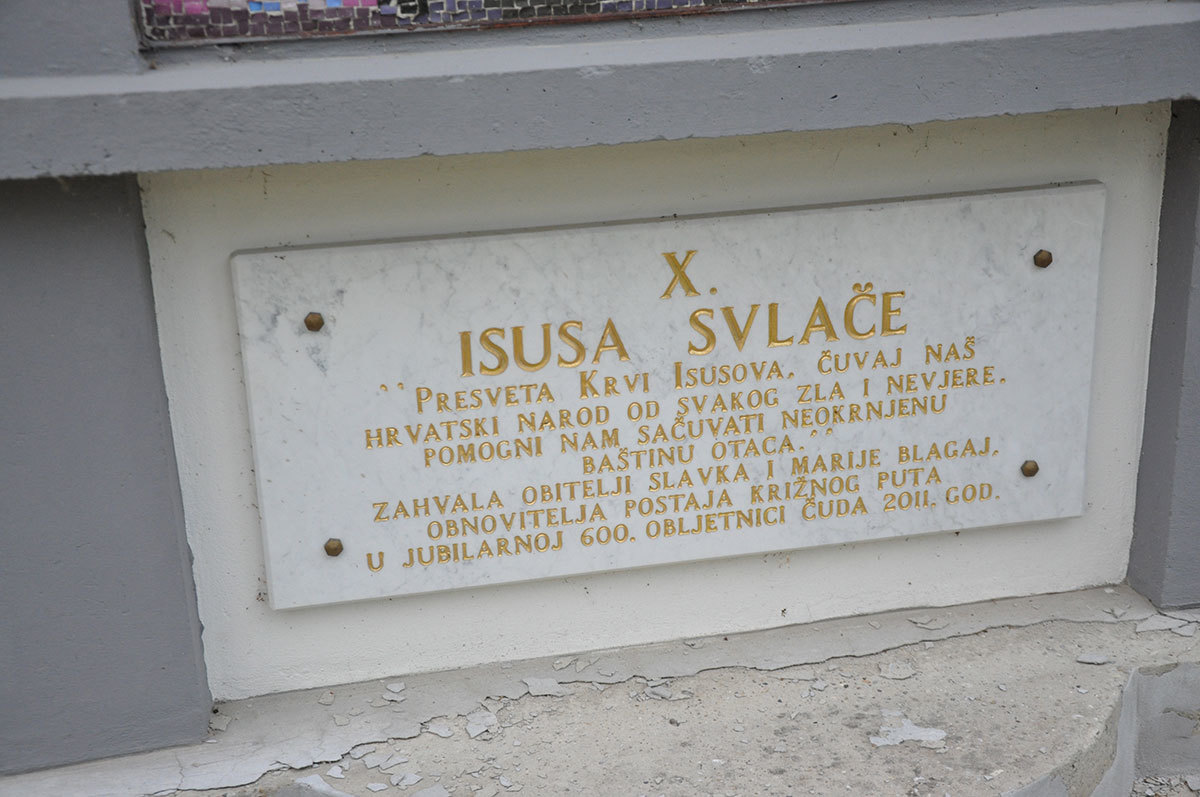 X.
ISUSA SVLAČE
"PRESVETA KRVI ISUSOVA, ČUVAJ NAŠ
HRVATSKI NAROD OD SVAKOG ZLA I NEVJERE,
POMOGNI NAM SAČUVATI NEOKRNJENU
BAŠTINU OTACA."
ZAHVALA OBITELJI SLAVKA I MARIJE BLAGAJ,
OBNOVITELJA POSTAJA KRIŽNOG PUTA
U JUBILARNOJ 600. OBLJETNICI ČUDA 2011. GOD.